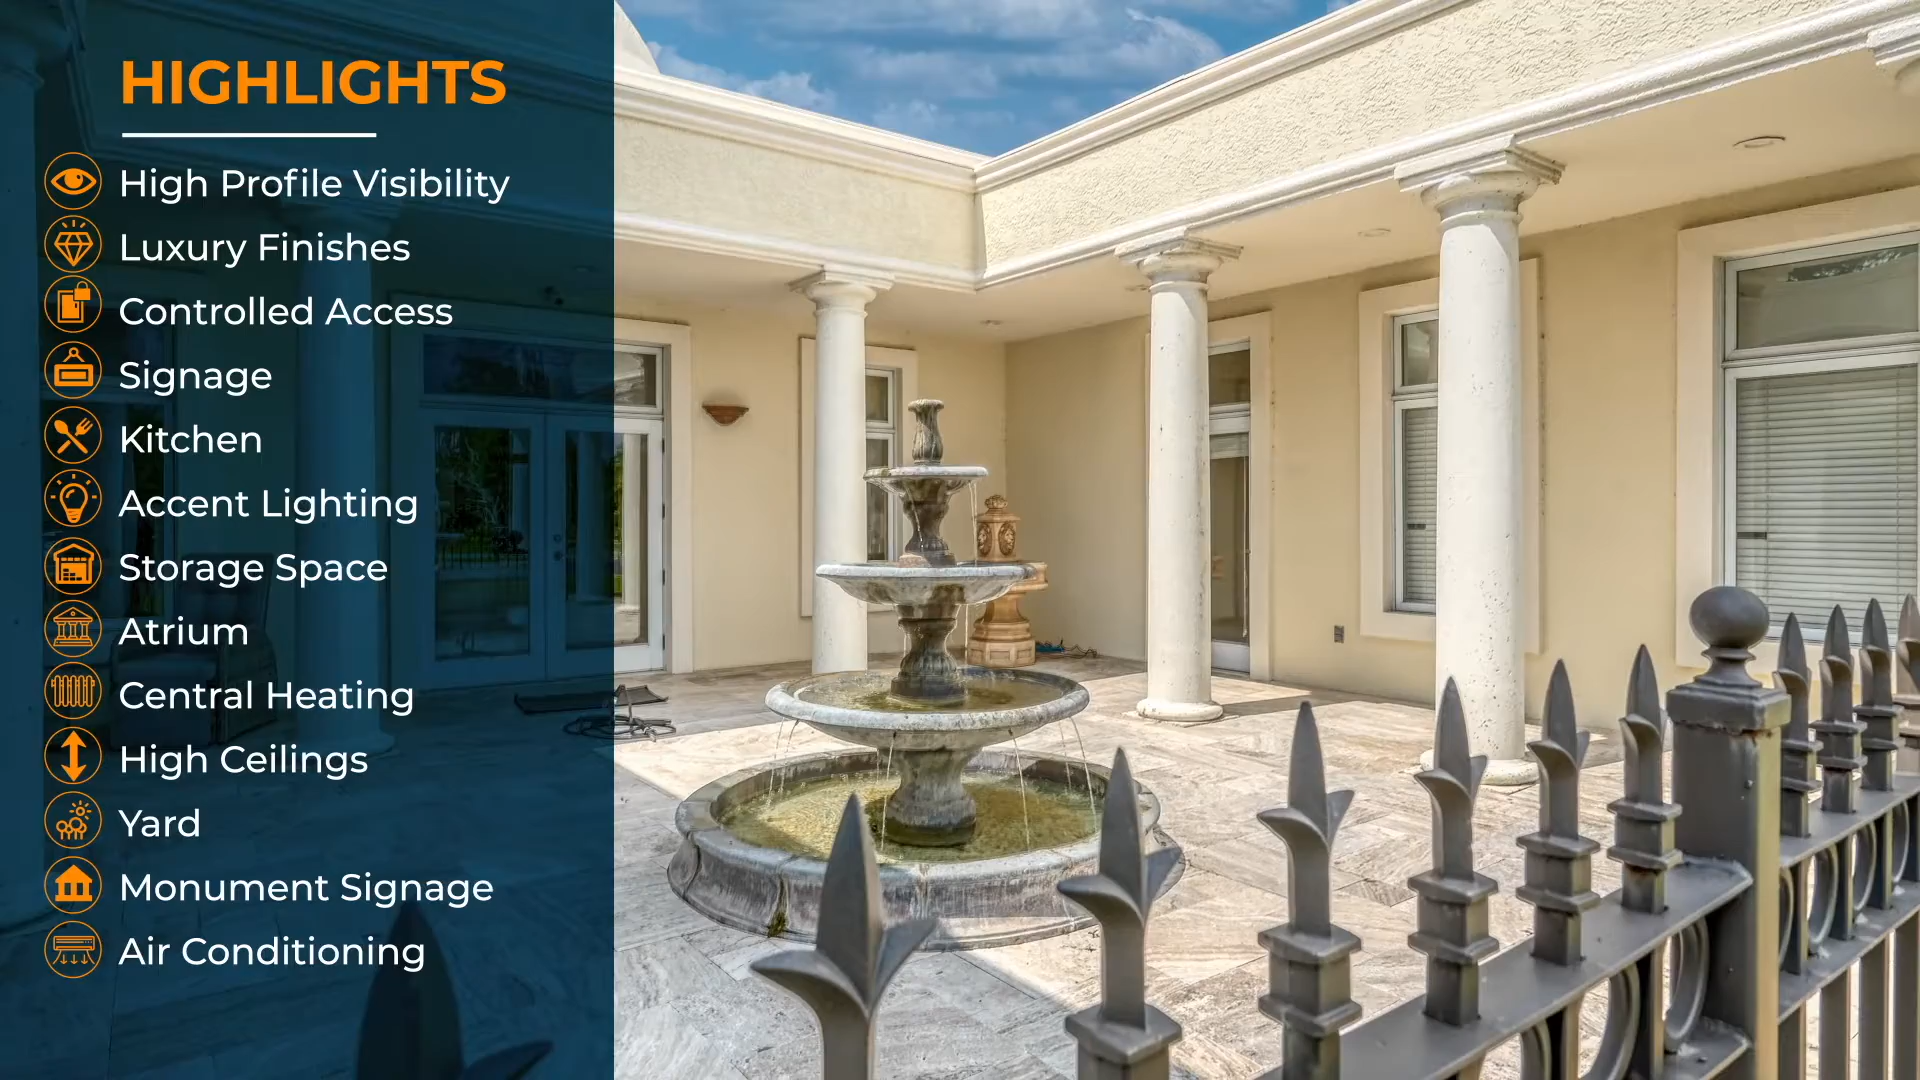 HIGHLIGHTS
High Profile Visibility
Luxury Finishes
Controlled Access
Signage
Kitchen
Accent Lighting
Storage Space
Atrium
Central Heating
High Ceilings
Yard
Monument Signage
Air Conditioning